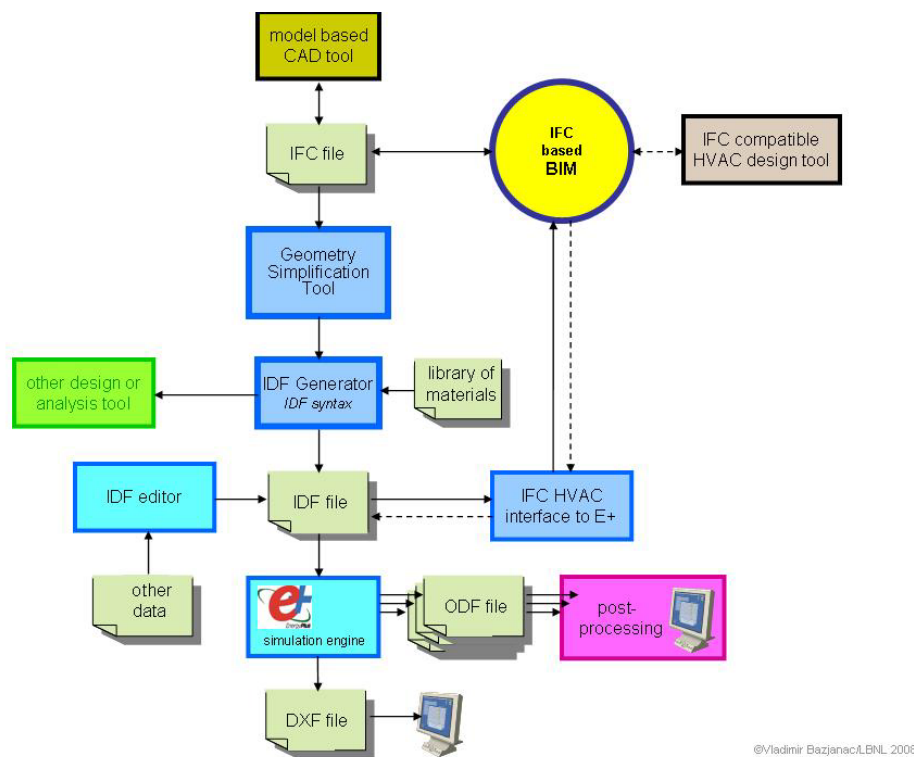 model based
CAD tool
IFC file
IFC
based
BIM
IFC compatible
HVAC design tool
Geometry
Simplification
Tool
other design or
analysis tool
IDF Generator
IDF syntax
library of
materials
IDF editor
IDF file
IFC HVAC
interface to E+
other
data
e+
EnergyPlus
simulation engine
ODF file
post-
processing
DXF file
©Vladimir Bazjanac/LBNL 2008